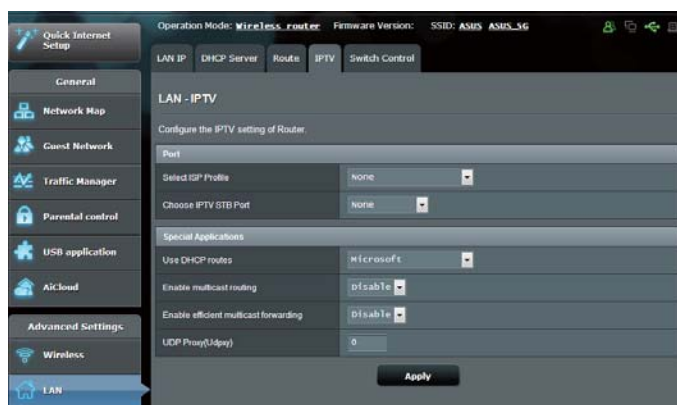 Quick Internet
Setup
Operation Mode: Wireless router Firmware Version: SSID: ASUS ASUS_5G
LAN IP DHCP Server Route IPTV Switch Control
General
Network Map
Guest Network
Traffic Manager
Parental control
USB application
AiCloud
Advanced Settings
Wireless
LAN
LAN - IPTV
Configure the IPTV setting of Router.
Port
Select ISP Profile None
Choose IPTV STB Port None
Special Applications
Use DHCP routes Microsoft
Enable multicast routing Disable
Enable efficient multicast forwarding Disable
UDP Proxy(Udpxy) 0
Apply